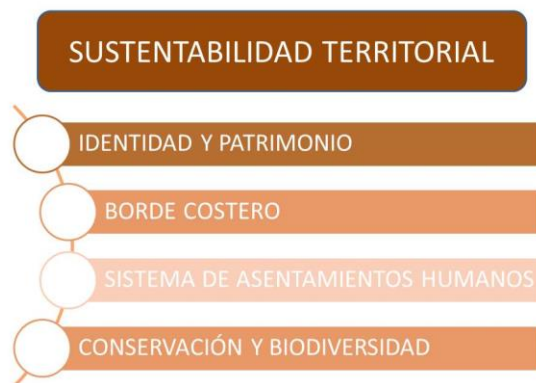 SUSTENTABILIDAD TERRITORIAL
IDENTIDAD Y PATRIMONIO
BORDE COSTERO
SISTEMA DE ASENTAMIENTOS HUMANOS
CONSERVACIÓN Y BIODIVERSIDAD